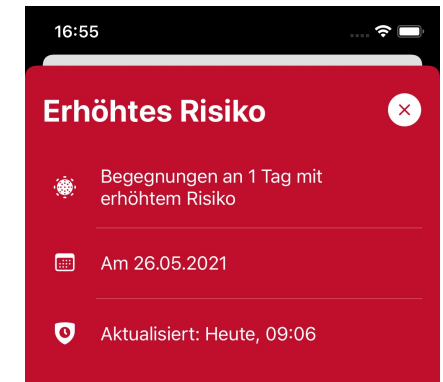 16:55
Erhöhtes Risiko
Begegnungen an 1 Tag mit
erhöhtem Risiko
Am 26.05.2021
Aktualisiert: Heute, 09:06